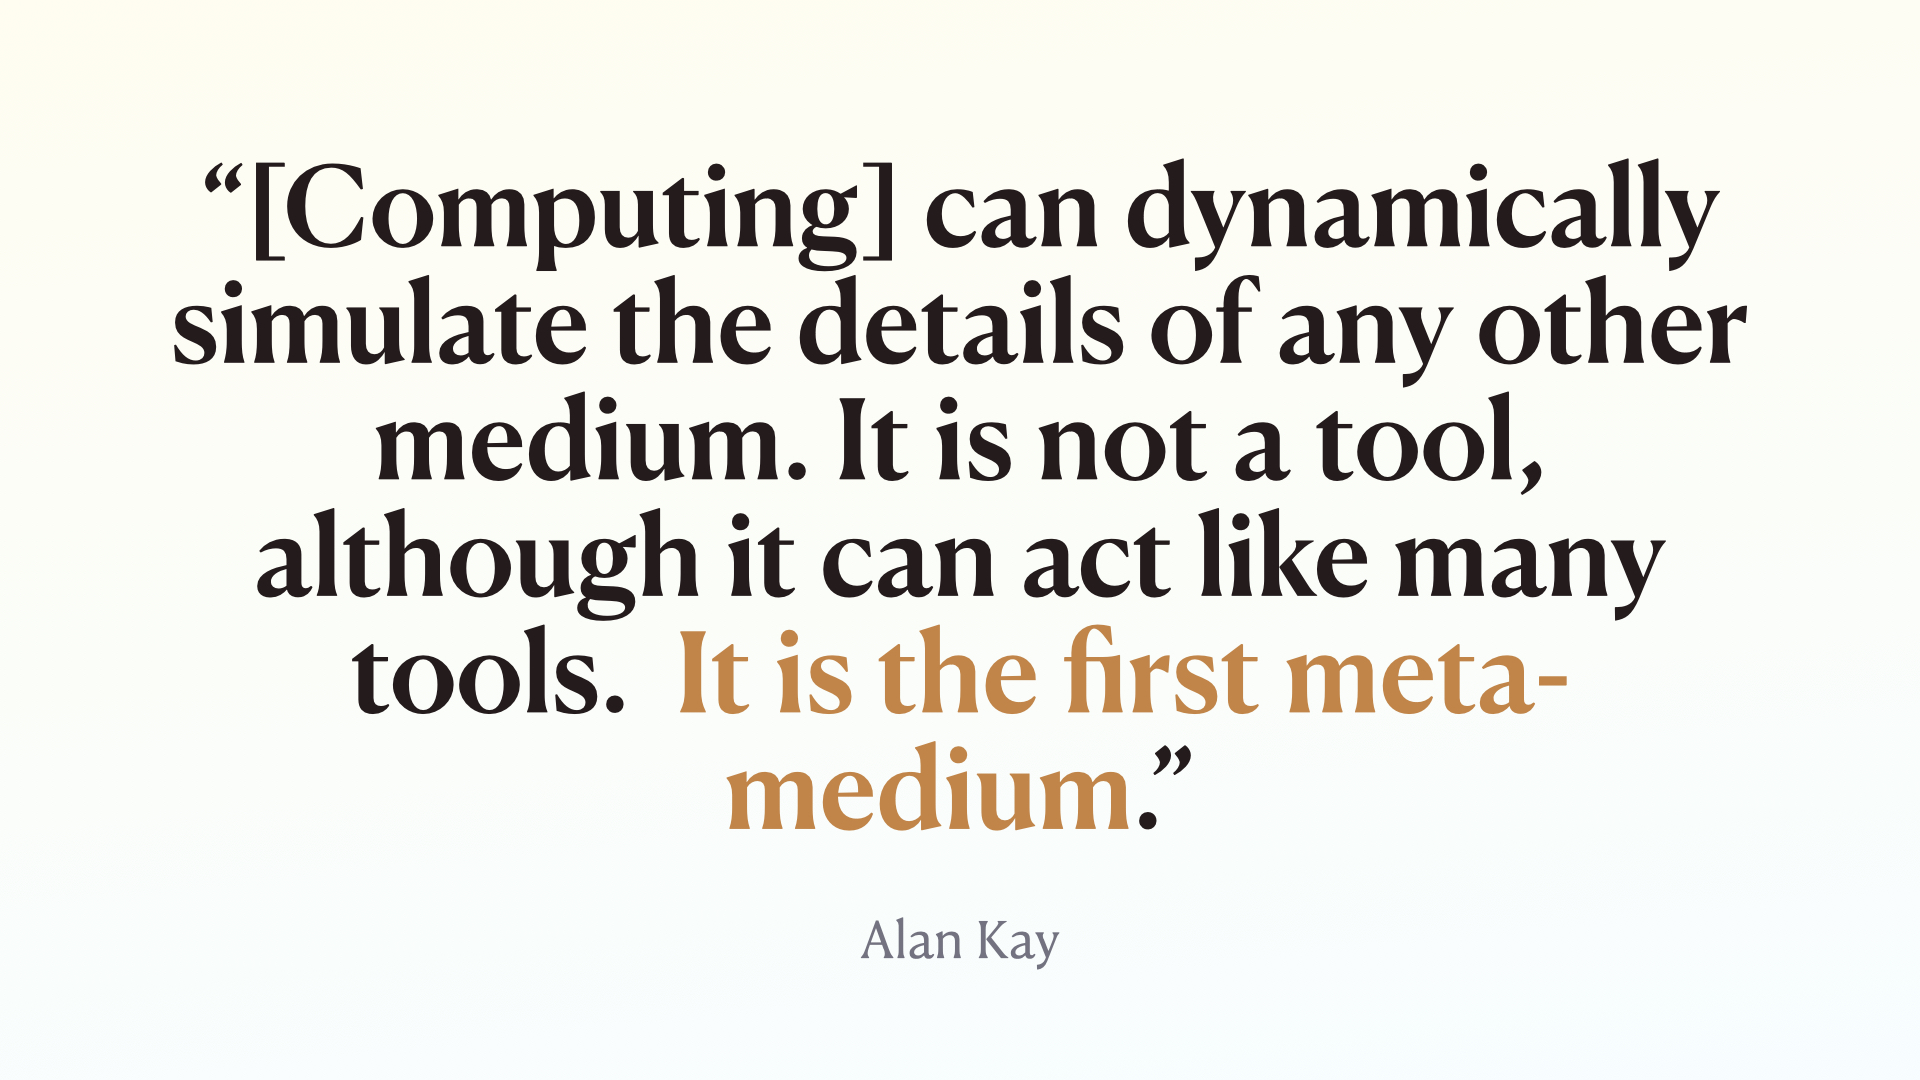 “[Computing] can dynamically
simulate the details of any other
medium. It is not a tool,
although it can act like many
tools.  It is the first meta-
medium.”
Alan Kay